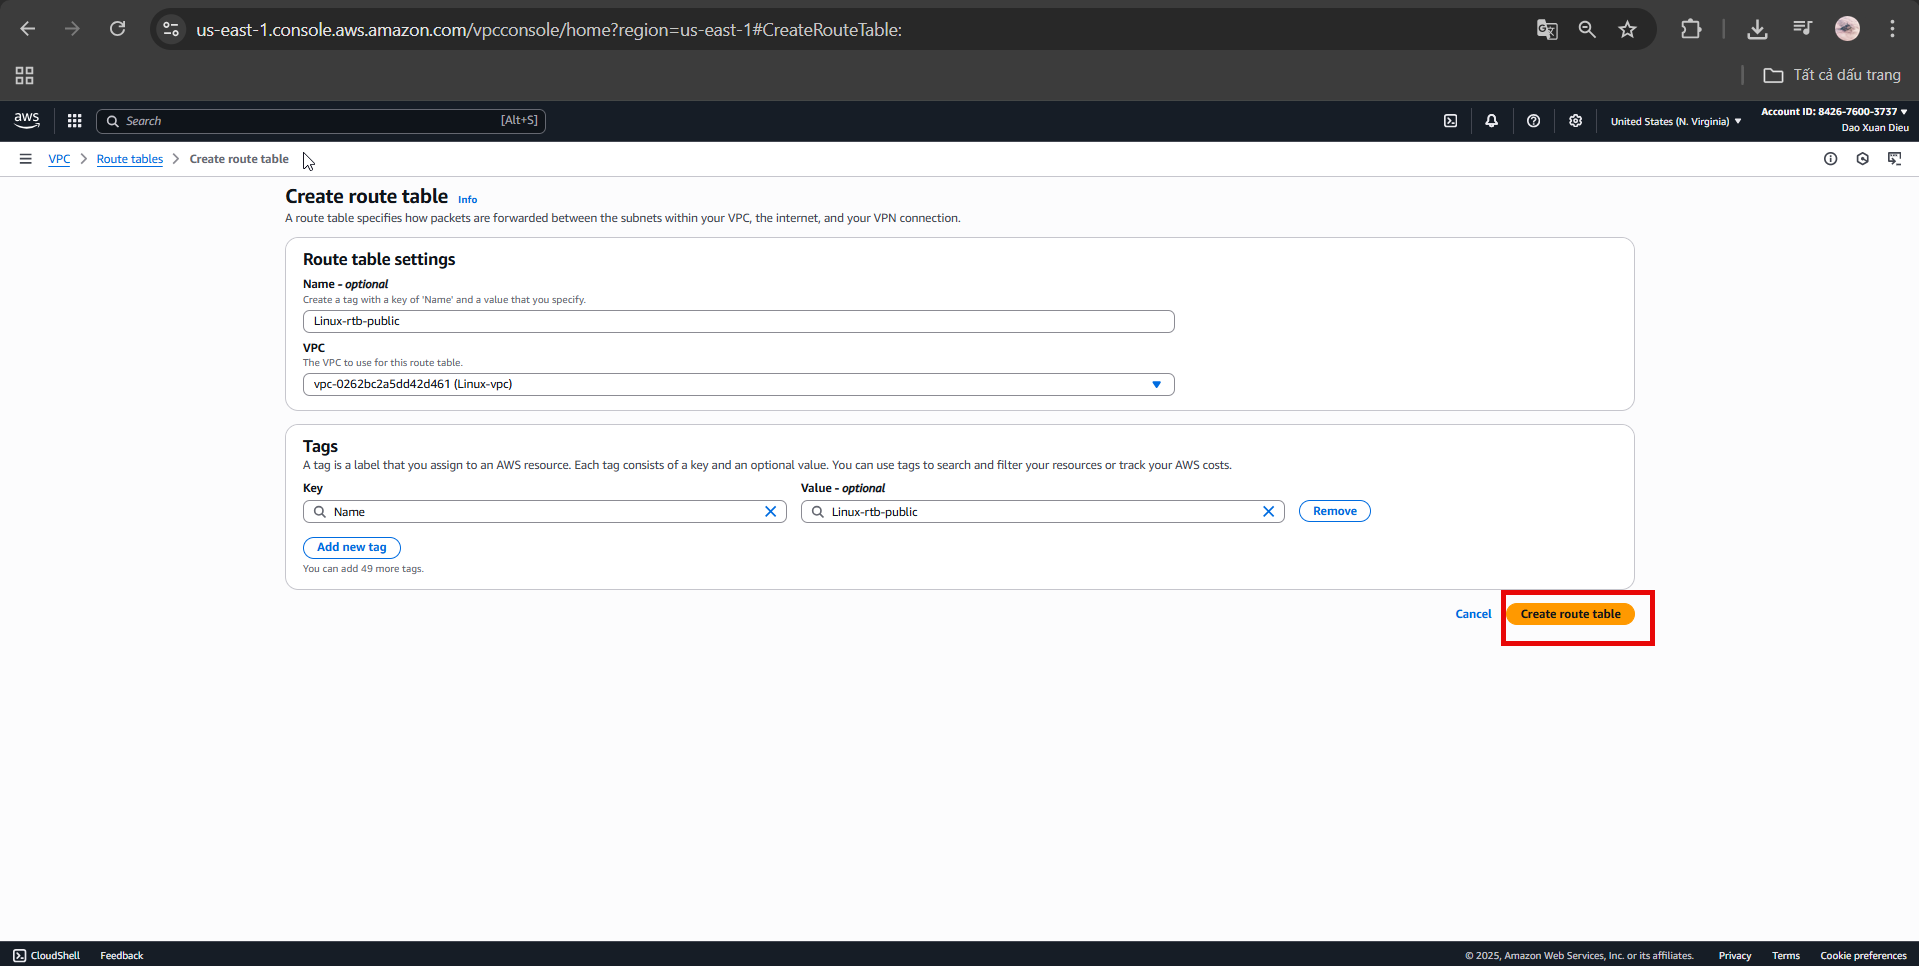 us-east-1.console.aws.amazon.com/vpcconsole/home?region=us-east-1#CreateRouteTable:
Tất cả dấu trang
aws
Search
[Alt+S]
United States (N. Virginia)
Account ID: 8426-7600-3737
Dao Xuan Dieu
VPC
Route tables
Create route table
Create route table
Info
A route table specifies how packets are forwarded between the subnets within your VPC, the internet, and your VPN connection.
Route table settings
Name - optional
Create a tag with a key of 'Name' and a value that you specify.
Linux-rtb-public
VPC
The VPC to use for this route table.
vpc-0262bc2a5dd42d461 (Linux-vpc)
Tags
A tag is a label that you assign to an AWS resource. Each tag consists of a key and an optional value. You can use tags to search and filter your resources or track your AWS costs.
Key
Value - optional
Name
Linux-rtb-public
Remove
Add new tag
You can add 49 more tags.
Cancel
Create route table
CloudShell
Feedback
© 2025, Amazon Web Services, Inc. or its affiliates.
Privacy
Terms
Cookie preferences